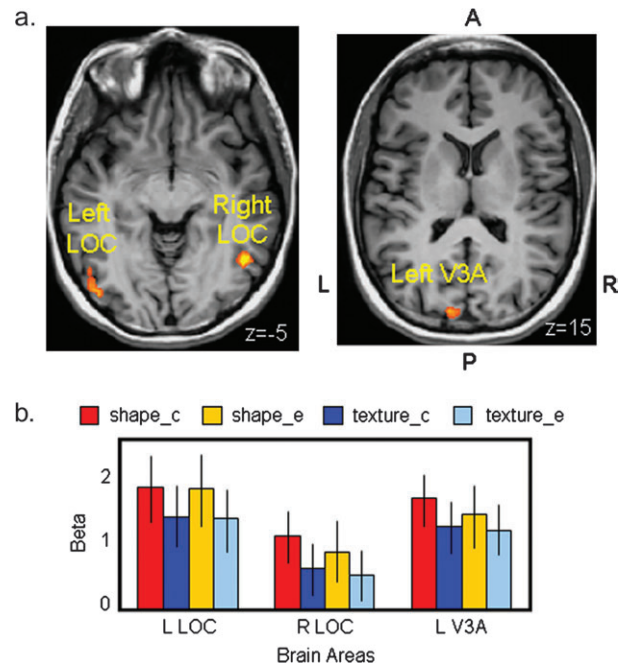 a.
A
Left
LOC
Right
LOC
Left V3A
L
R
z=-5
z=15
P
b.
shape_c shape_e texture_c texture_e
2
1
0
Beta
L LOC R LOC L V3A
Brain Areas